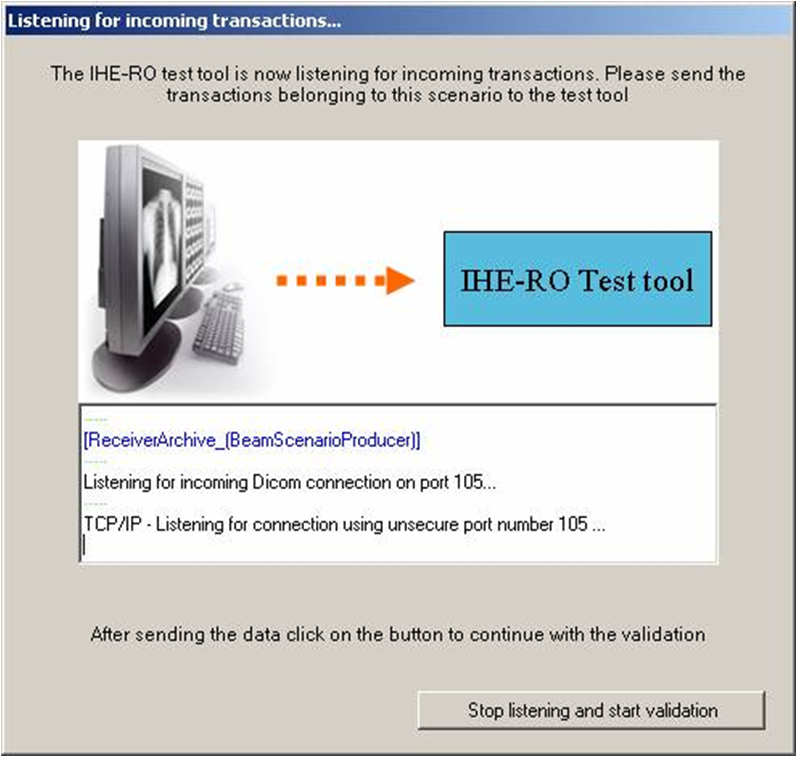 Listening for incoming transactions...
The IHE-RO test tool is now listening for incoming transactions. Please send the
transactions belonging to this scenario to the test tool
IHE-RO Test tool
-----
[ReceiverArchive_(BeamScenarioProducer)]
-----
Listening for incoming Dicom connection on port 105...
-----
TCP/IP - Listening for connection using unsecure port number 105 ...
After sending the data click on the button to continue with the validation
Stop listening and start validation